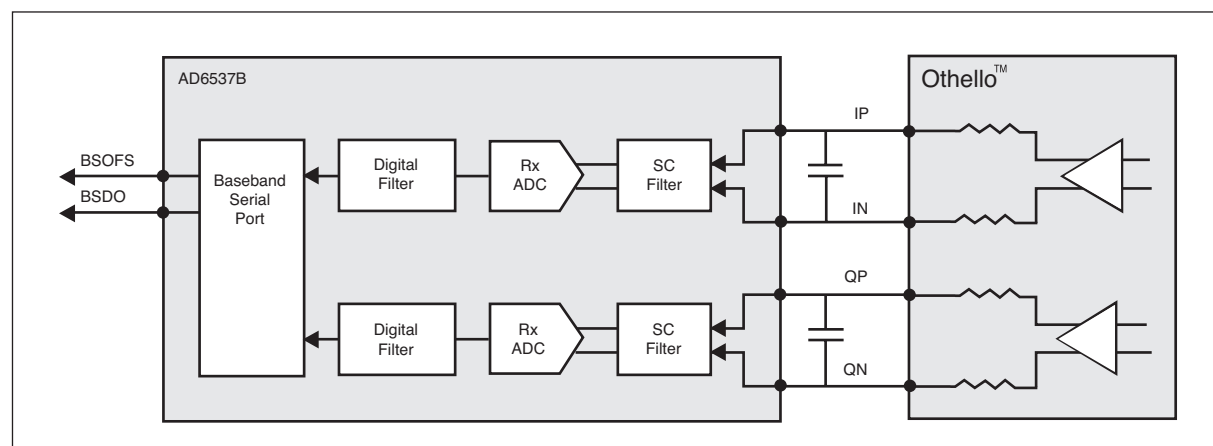 AD6537B
Othello™
BSOFS
BSDO
Baseband
Serial
Port
Digital
Filter
Rx
ADC
SC
Filter
IP
IN
Digital
Filter
Rx
ADC
SC
Filter
QP
QN